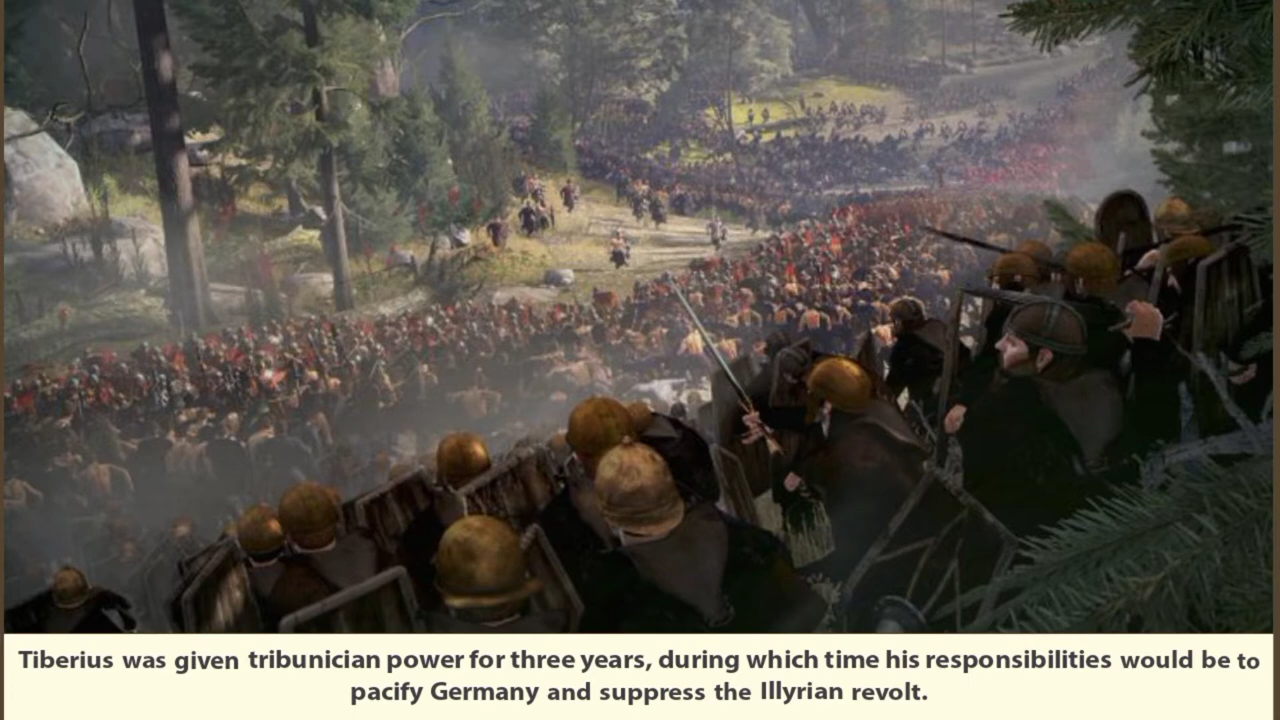 Tiberius was given tribunician power for three years, during which time his responsibilities would be to
pacify Germany and suppress the Illyrian revolt.